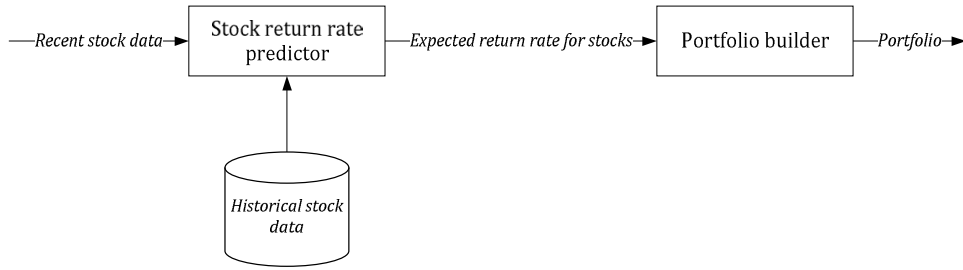 Recent stock data
Stock return rate
predictor
Expected return rate for stocks
Portfolio builder
Portfolio
Historical stock
data